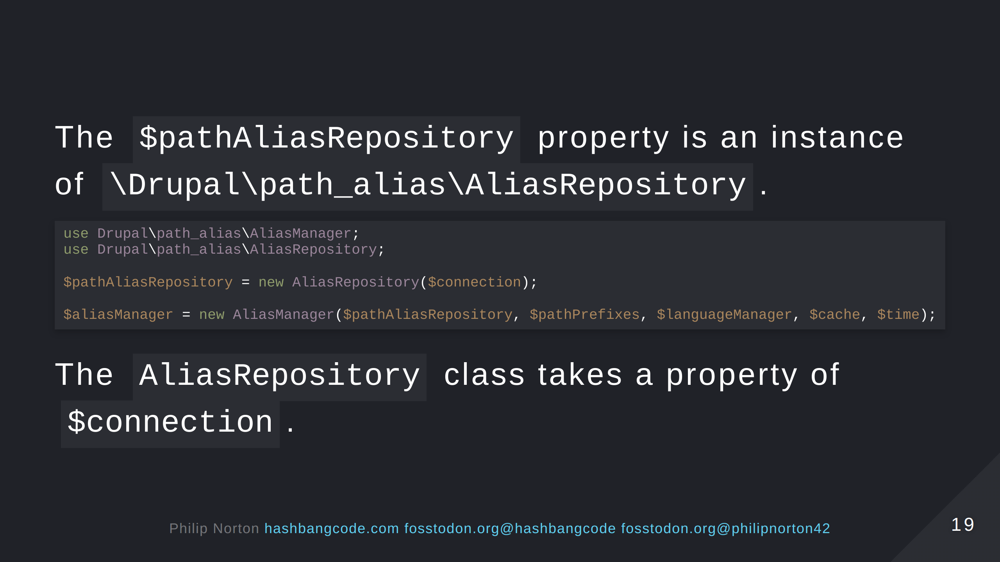 The $pathAliasRepository property is an instance
of \Drupal\path_alias\AliasRepository .
use Drupal\path_alias\AliasManager;
use Drupal\path_alias\AliasRepository;
$pathAliasRepository = new AliasRepository($connection);
$aliasManager = new AliasManager($pathAliasRepository, $pathPrefixes, $languageManager, $cache, $time);
The AliasRepository class takes a property of
$connection .
Philip Norton hashbangcode.com fosstodon.org@hashbangcode fosstodon.org@philipnorton42
19